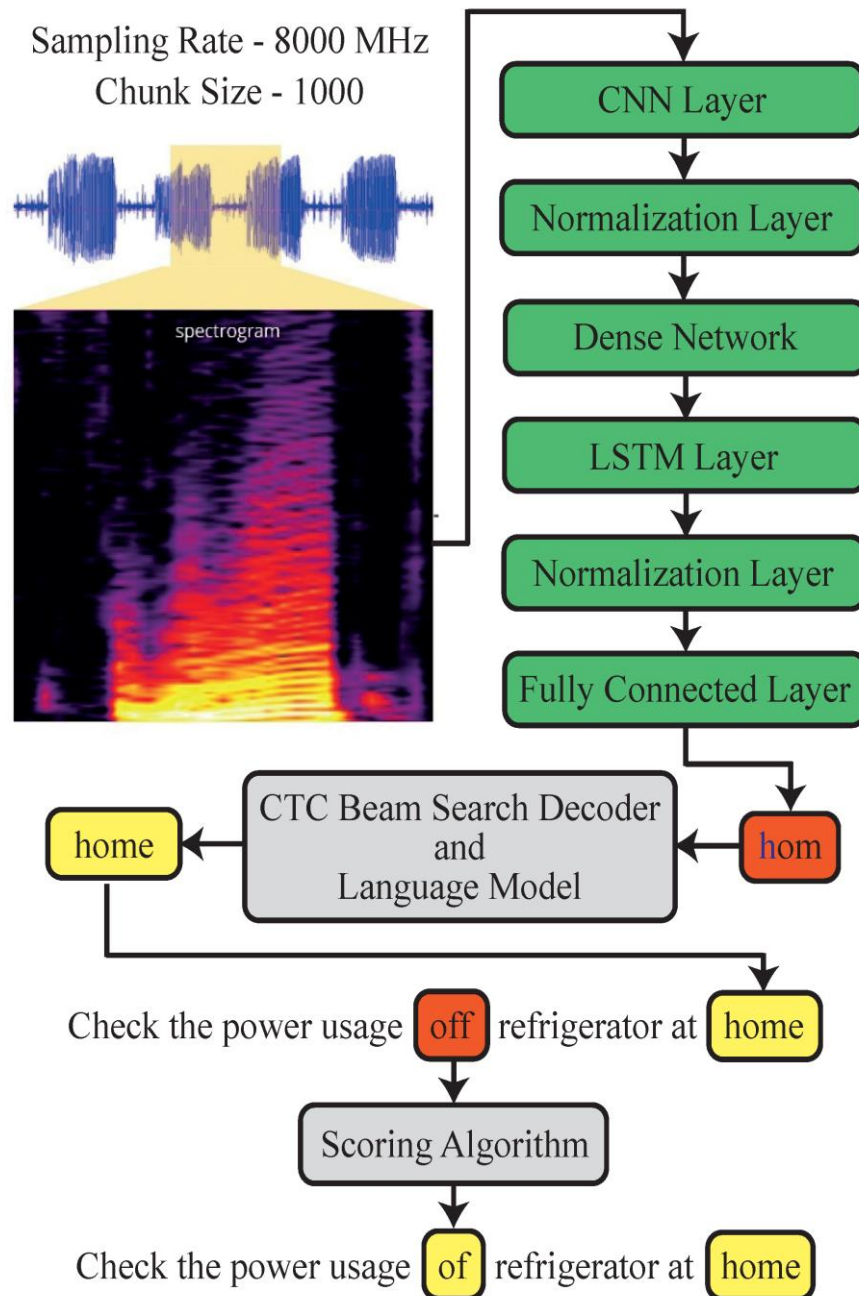 Sampling Rate - 8000 MHz
Chunk Size - 1000
spectrogram
CNN Layer
Normalization Layer
Dense Network
LSTM Layer
Normalization Layer
Fully Connected Layer
hom
CTC Beam Search Decoder
and
Language Model
home
Check the power usage off refrigerator at home
Scoring Algorithm
Check the power usage of refrigerator at home